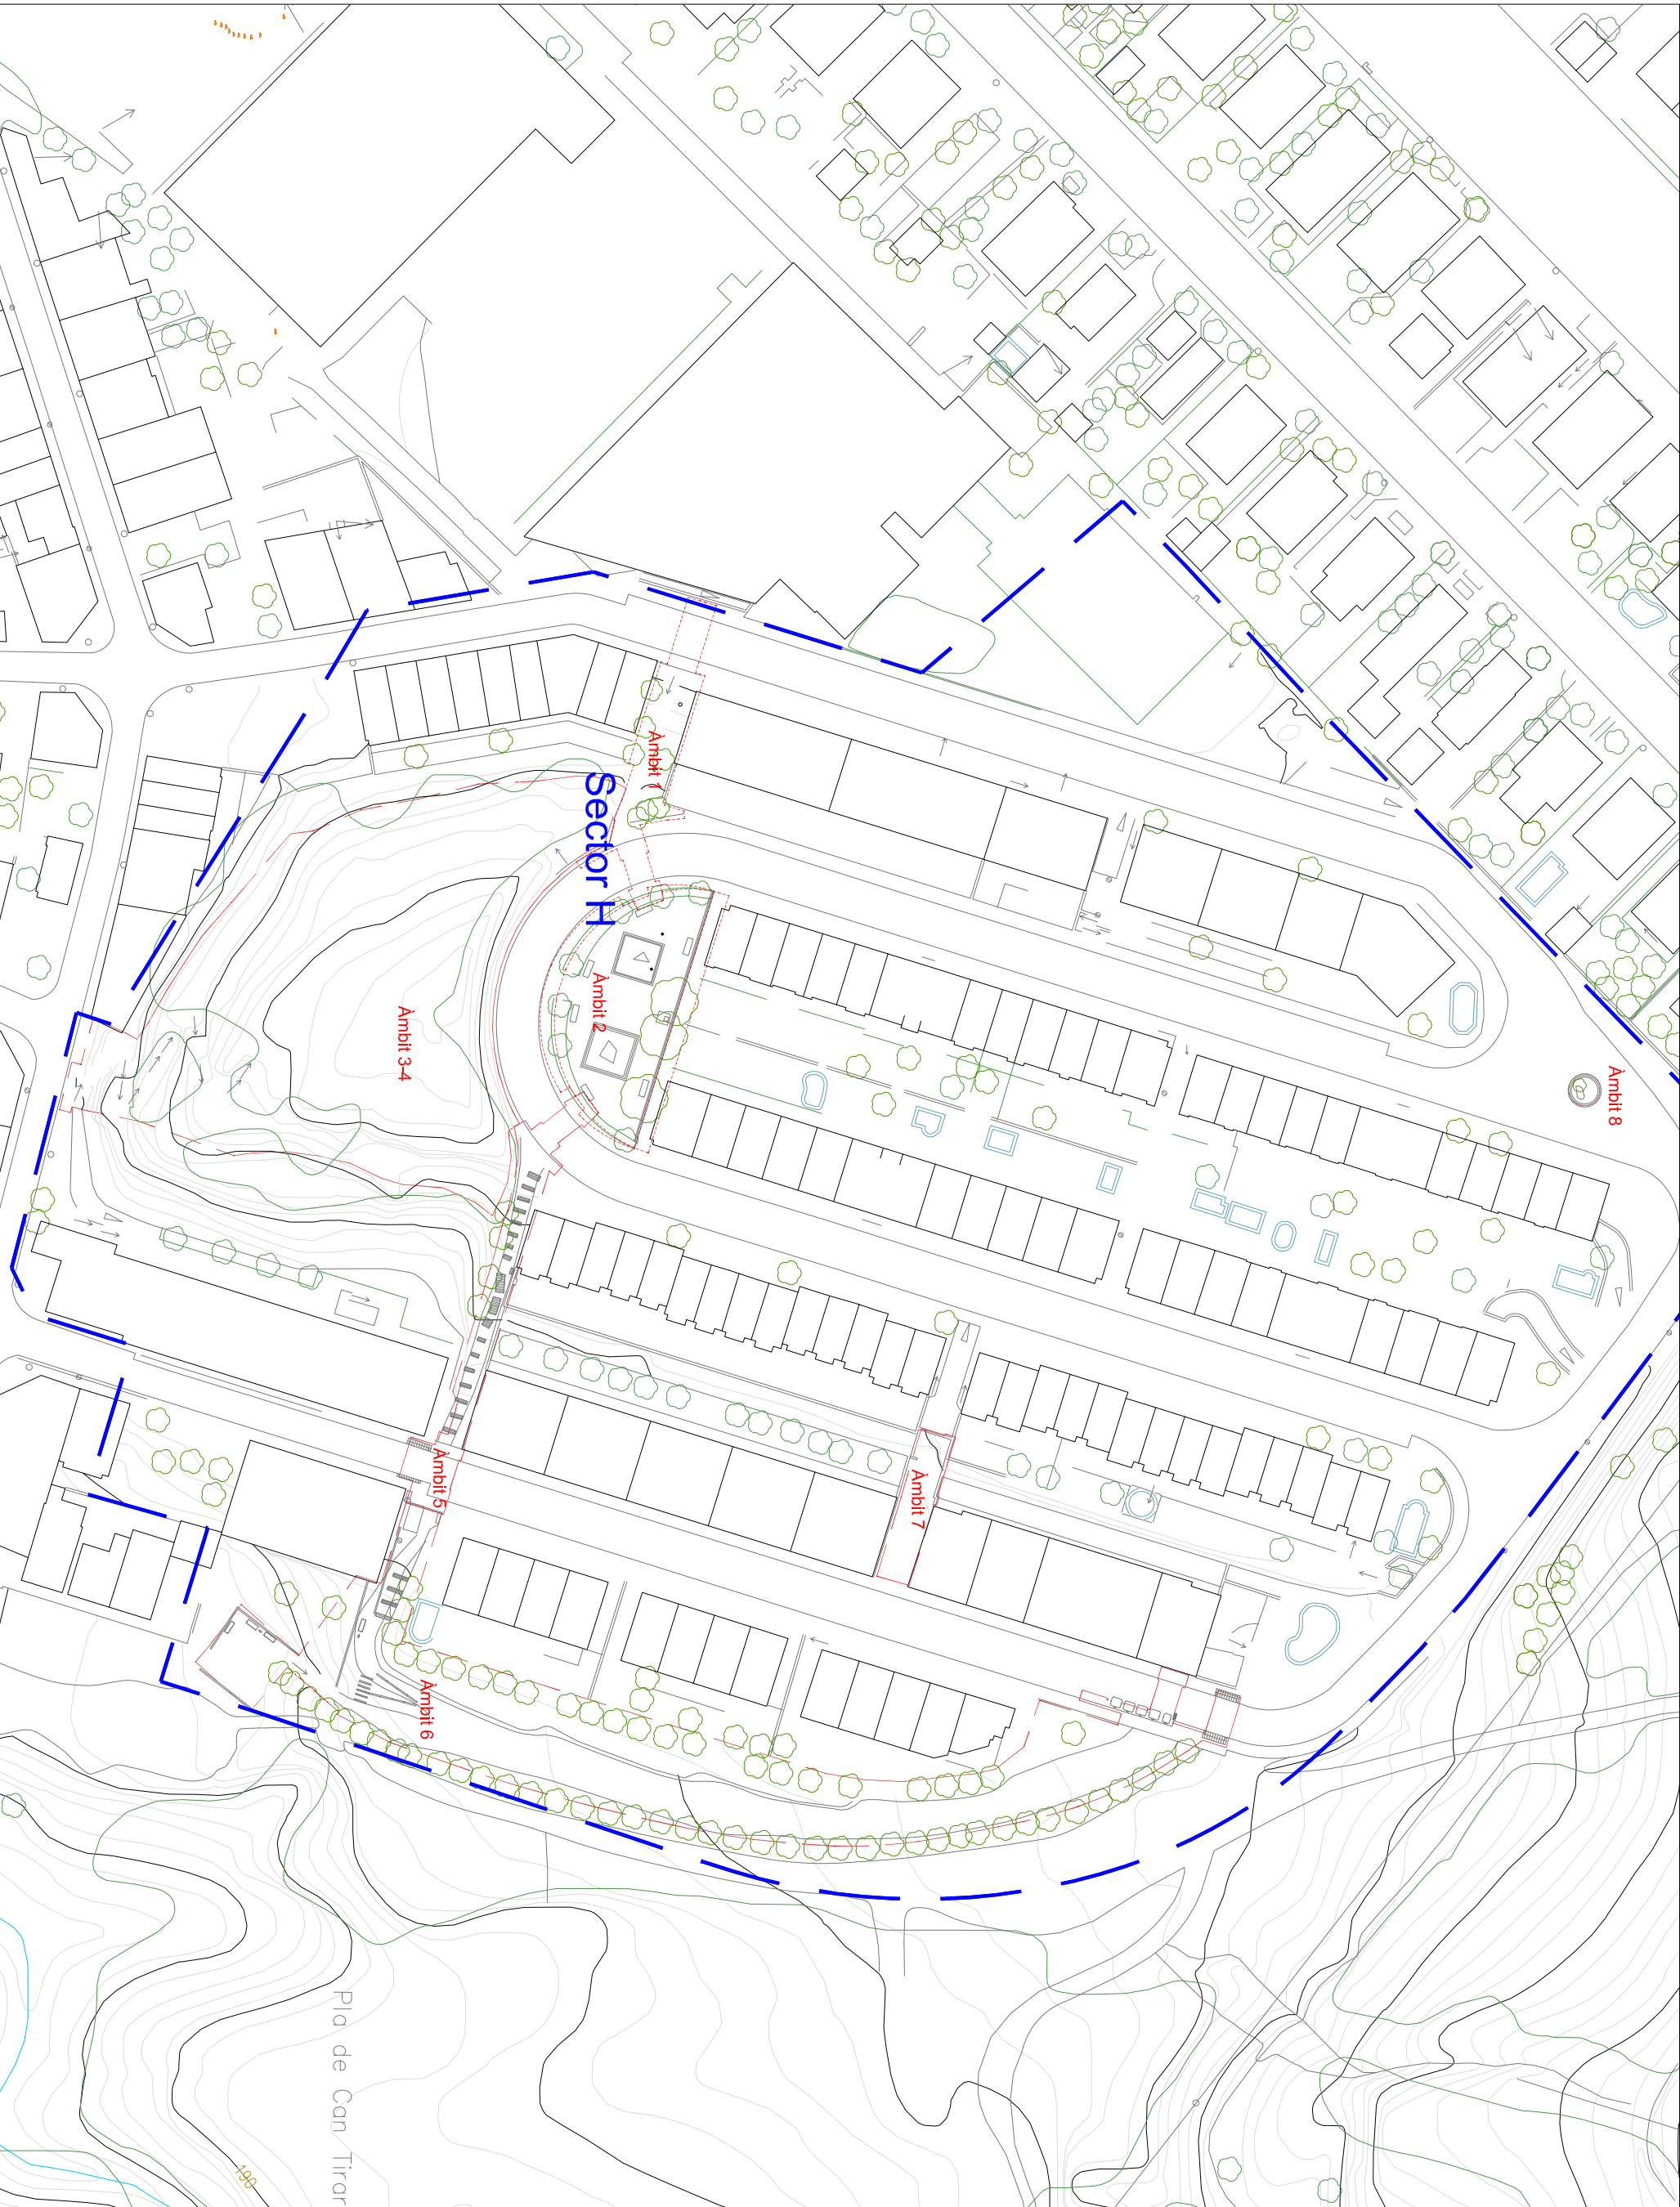 Àmbit 8
Àmbit 1
Sector H
Àmbit 2
Àmbit 3-4
Àmbit 7
Àmbit 5
Àmbit 6
Pla de Can Tirar
190